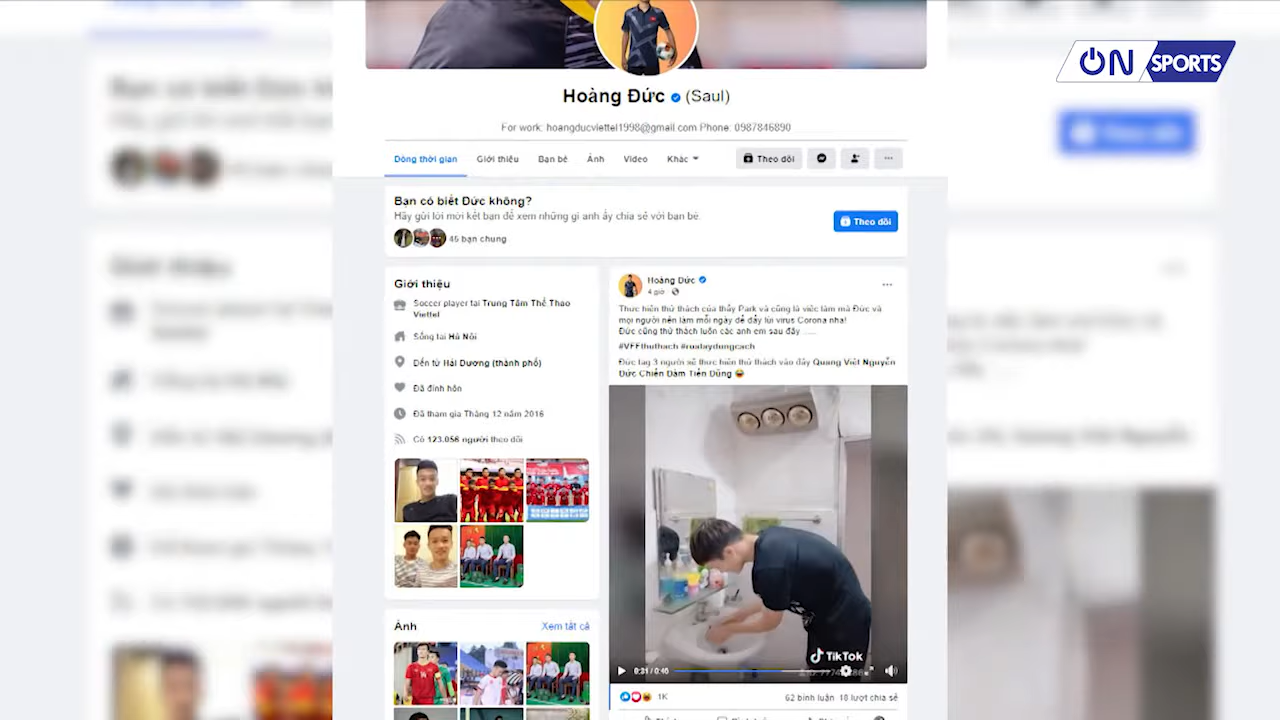 ON SPORTS
Hoàng Đức (Saul)
For work: hoangducviettel1998@gmail.com Phone: 0987846890
Dòng thời gian Giới thiệu Bạn bè Ảnh Video Khác Theo dõi
Bạn có biết Đức không?
Hãy gửi lời mời kết bạn để xem những gì anh ấy chia sẻ với bạn bè.
Theo dõi
45 bạn chung
Giới thiệu
Soccer player tại Trung Tâm Thể Thao
Viettel
Sống tại Hà Nội
Đến từ Hải Dương (thành phố)
Đã đính hôn
Đã tham gia Tháng 12 năm 2016
Có 123.056 người theo dõi
Ảnh Xem tất cả
Hoàng Đức
4 giờ
Thực hiện thử thách của thầy Park và cũng là việc làm mà Đức và
mọi người nên làm mỗi ngày để đẩy lùi virus Corona nha!
Đức cũng thử thách luôn các anh em sau đây ......
#VFFthuthach #ruataydungcach
Đức tag 3 người sẽ thực hiện thử thách vào đây Quang Việt Nguyễn
Đức Chiến Đàm Tiến Dũng
TikTok
0:31 / 0:46
1K 62 bình luận 18 lượt chia sẻ